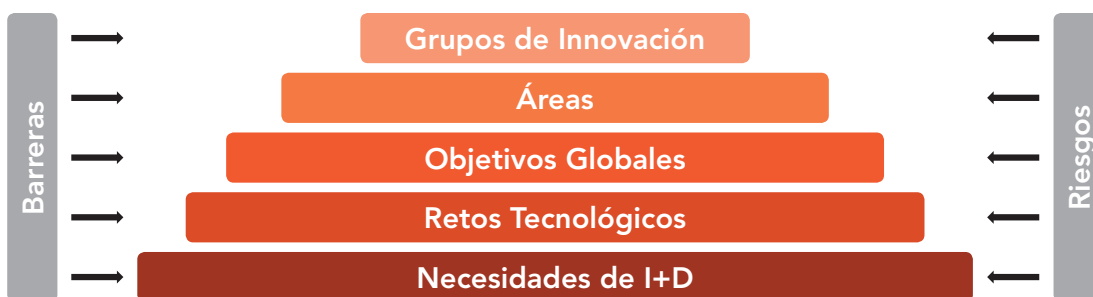 Barreras
Grupos de Innovación
Áreas
Objetivos Globales
Retos Tecnológicos
Necesidades de I+D
Riesgos